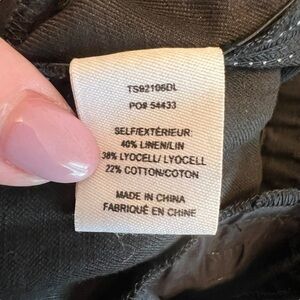 TS92106DL
PO# 54433
SELF/EXTÉRIEUR:
40% LINEN/LIN
38% LYOCELL/ LYOCELL
22% COTTON/COTON
MADE IN CHINA
FABRIQUÉ EN CHINE